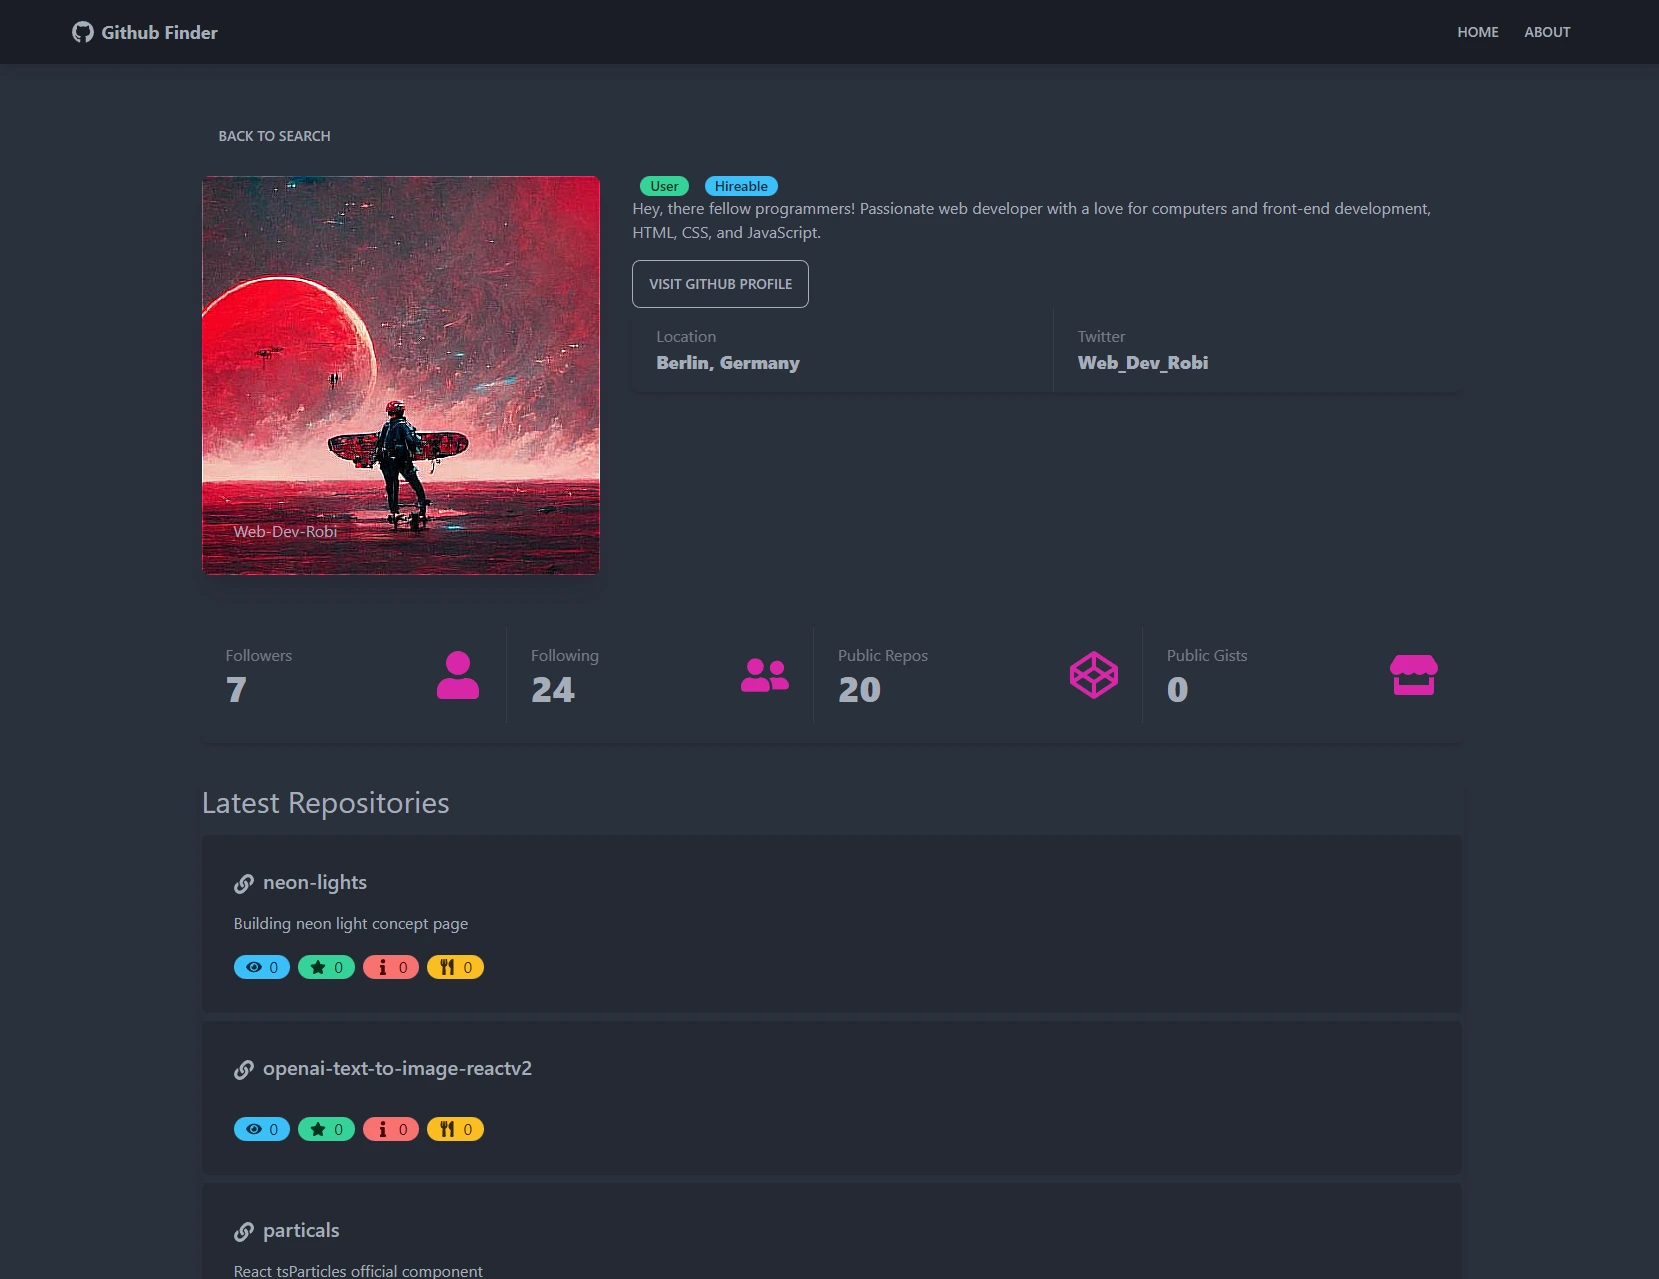 Github Finder
HOME ABOUT
BACK TO SEARCH
User Hireable
Hey, there fellow programmers! Passionate web developer with a love for computers and front-end development,
HTML, CSS, and JavaScript.
VISIT GITHUB PROFILE
Location
Berlin, Germany
Twitter
Web_Dev_Robi
Web-Dev-Robi
Followers
7
Following
24
Public Repos
20
Public Gists
0
Latest Repositories
neon-lights
Building neon light concept page
0 0 0 0
openai-text-to-image-reactv2
0 0 0 0
particals
React tsParticles official component